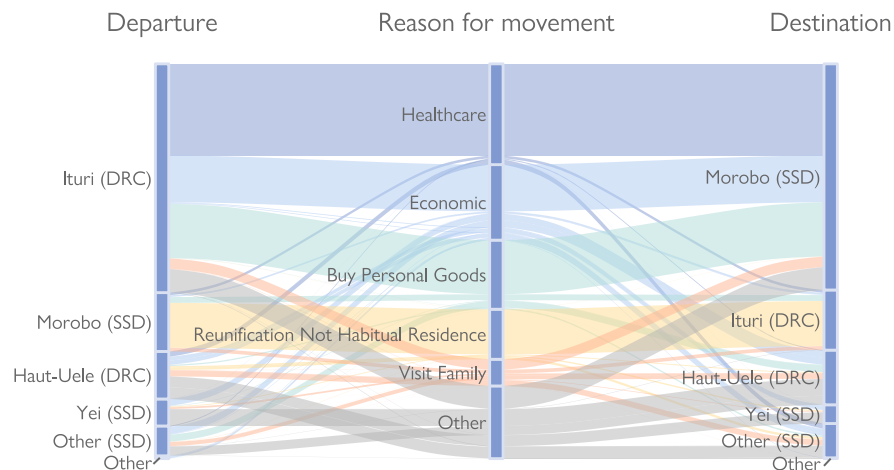 Departure
Reason for movement
Destination
Healthcare
Ituri (DRC)
Morobo (SSD)
Economic
Buy Personal Goods
Morobo (SSD)
Reunification Not Habitual Residence
Ituri (DRC)
Haut-Uele (DRC)
Visit Family
Haut-Uele (DRC)
Yei (SSD)
Other
Yei (SSD)
Other (SSD)
Other (SSD)
Other
Other